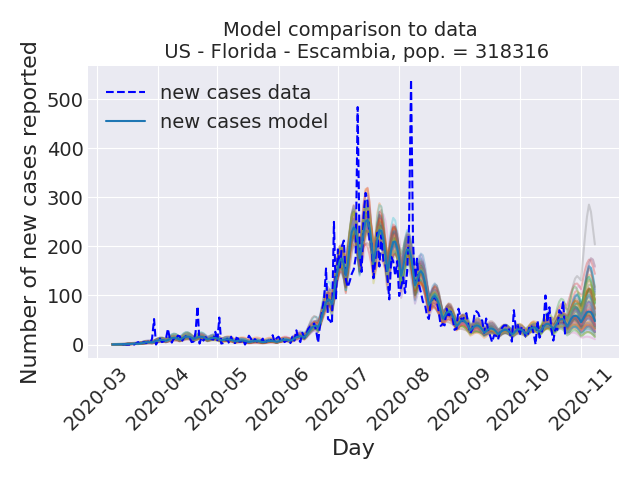 Model comparison to data
US - Florida - Escambia, pop. = 318316
new cases data
new cases model
Number of new cases reported
500
400
300
200
100
0
2020-03
2020-04
2020-05
2020-06
2020-07
2020-08
2020-09
2020-10
2020-11
Day